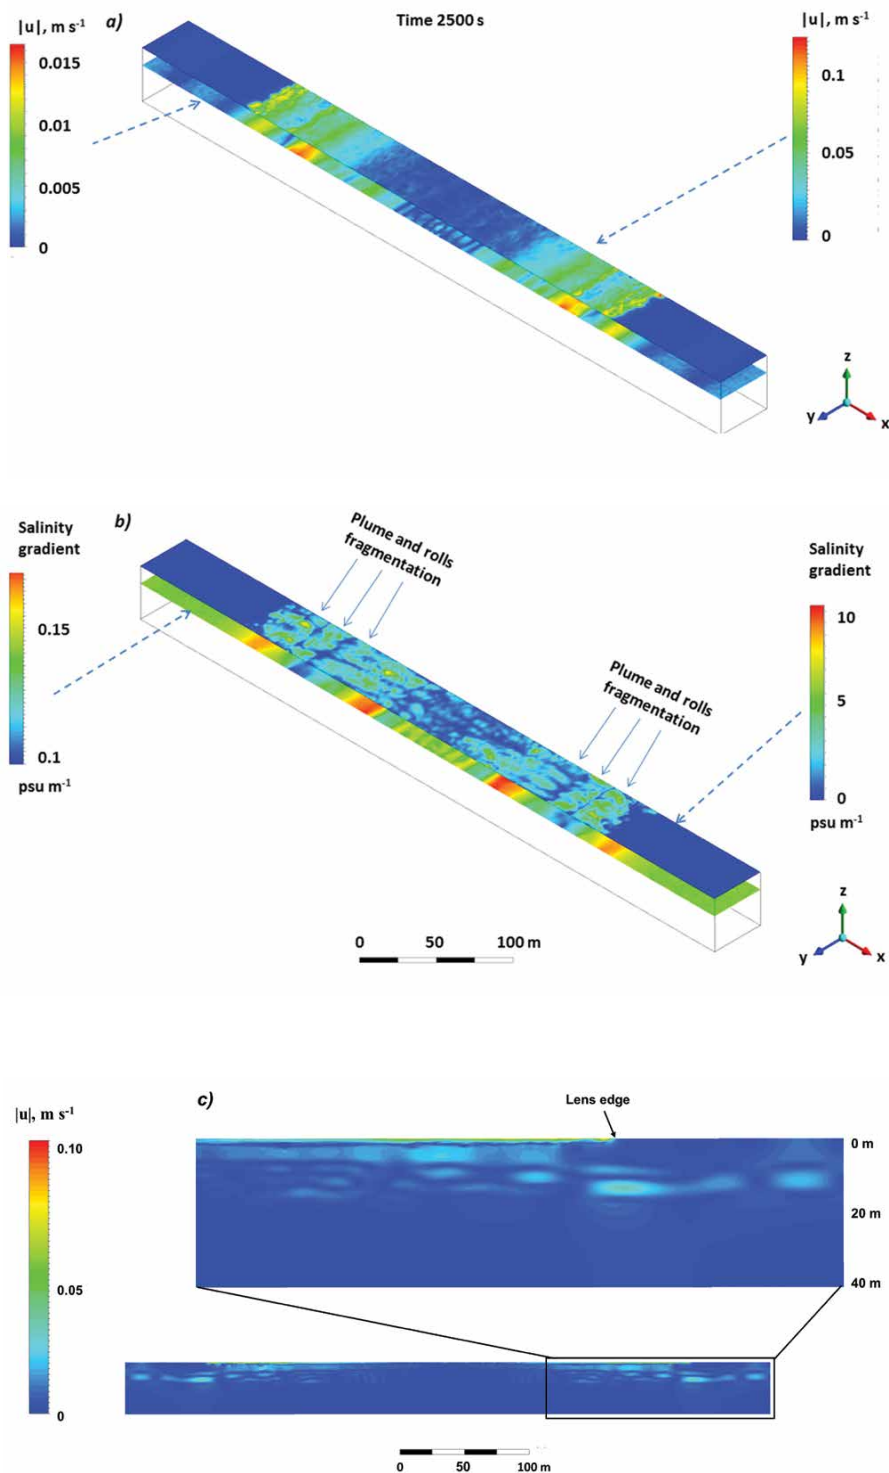 |u|, m s⁻¹
a)
Time 2500 s
|u|, m s⁻¹
0.015
0.01
0.005
0
0.1
0.05
0
z
y
x
b)
Salinity
gradient
0.15
0.1
psu m⁻¹
Plume and rolls
fragmentation
Plume and rolls
fragmentation
Salinity
gradient
10
5
0
psu m⁻¹
z
y
x
0 50 100 m
c)
|u|, m s⁻¹
0.10
0.05
0
Lens edge
0 m
20 m
40 m
0 50 100 m